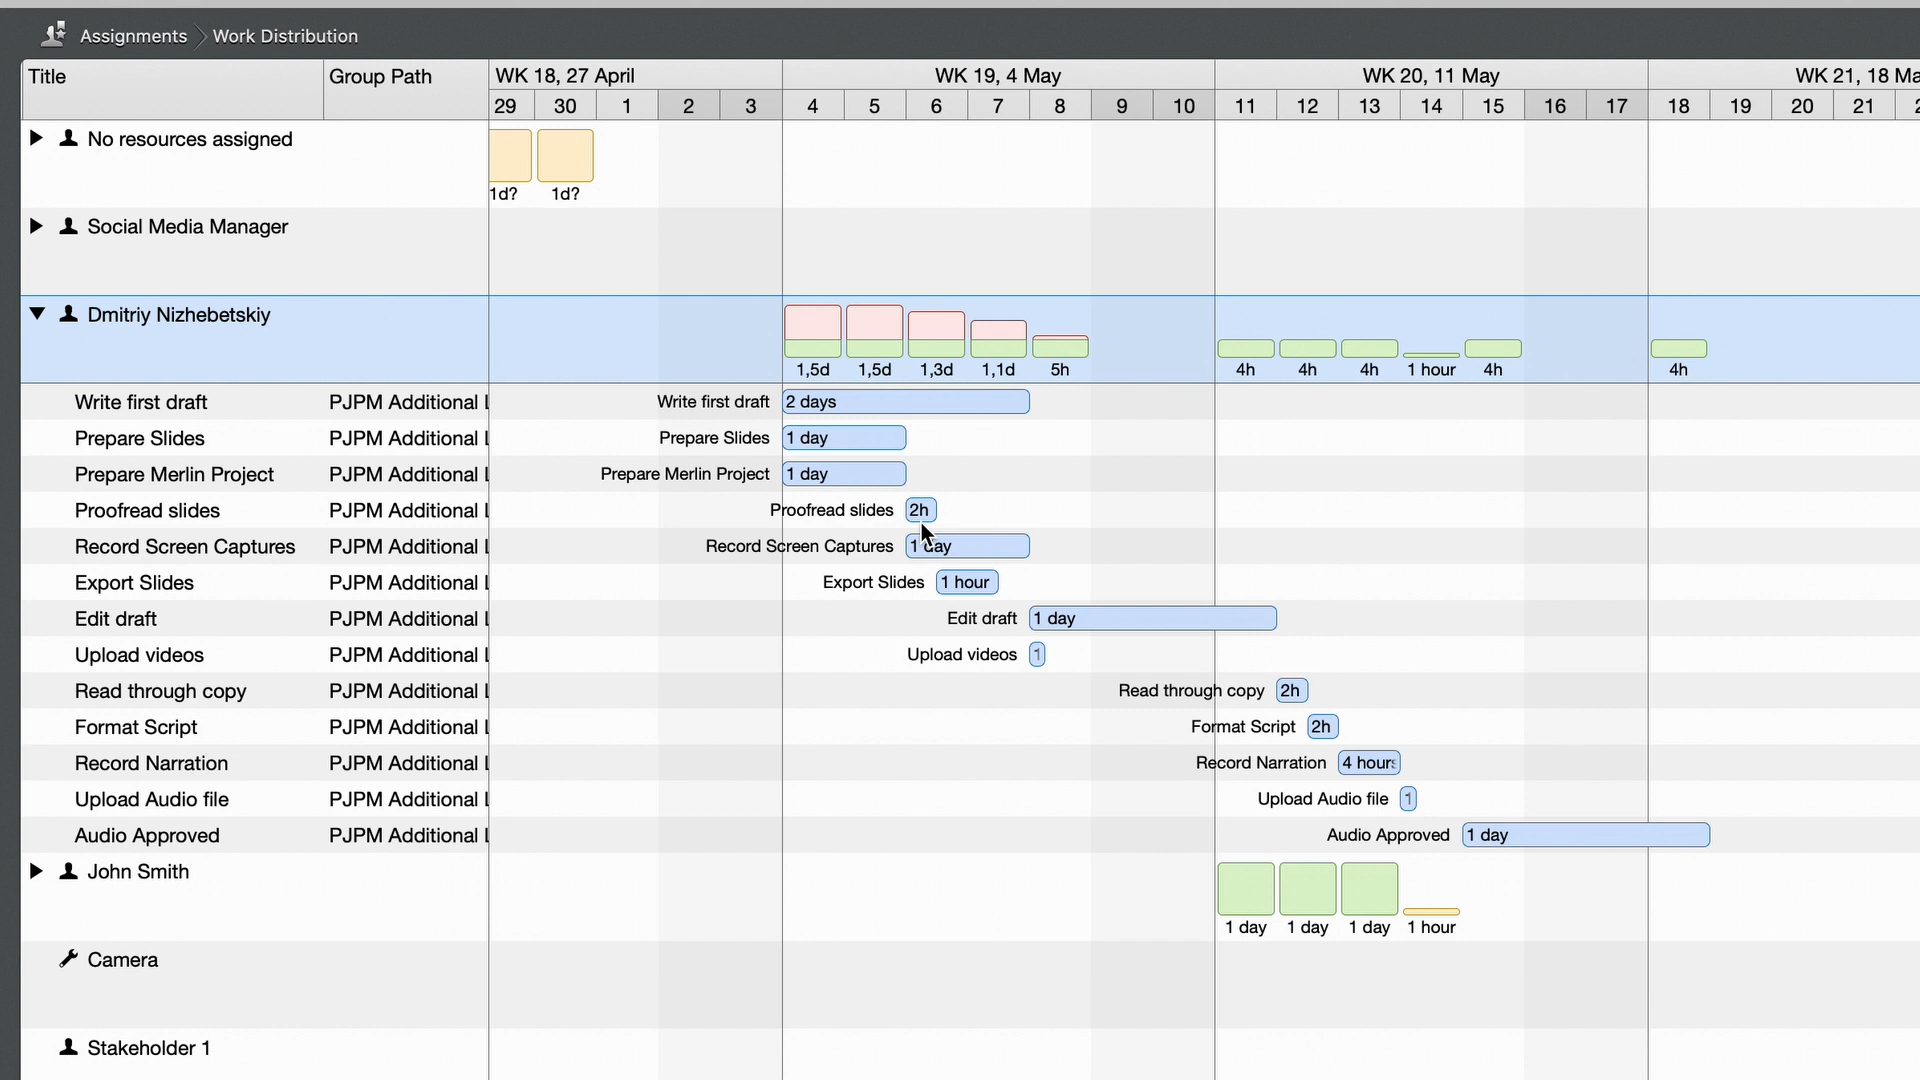 Assignments
Work Distribution
Title
Group Path
WK 18, 27 April
WK 19, 4 May
WK 20, 11 May
WK 21, 18 Ma
29 30 1 2 3 4 5 6 7 8 9 10 11 12 13 14 15 16 17 18 19 20 21 2
No resources assigned
1d? 1d?
Social Media Manager
Dmitriy Nizhebetskiy
1,5d 1,5d 1,3d 1,1d 5h 4h 4h 4h 1 hour 4h 4h
Write first draft PJPM Additional L Write first draft 2 days
Prepare Slides PJPM Additional L Prepare Slides 1 day
Prepare Merlin Project PJPM Additional L Prepare Merlin Project 1 day
Proofread slides PJPM Additional L Proofread slides 2h
Record Screen Captures PJPM Additional L Record Screen Captures 1 day
Export Slides PJPM Additional L Export Slides 1 hour
Edit draft PJPM Additional L Edit draft 1 day
Upload videos PJPM Additional L Upload videos 1
Read through copy PJPM Additional L Read through copy 2h
Format Script PJPM Additional L Format Script 2h
Record Narration PJPM Additional L Record Narration 4 hours
Upload Audio file PJPM Additional L Upload Audio file 1
Audio Approved PJPM Additional L Audio Approved 1 day
John Smith
1 day 1 day 1 day 1 hour
Camera
Stakeholder 1